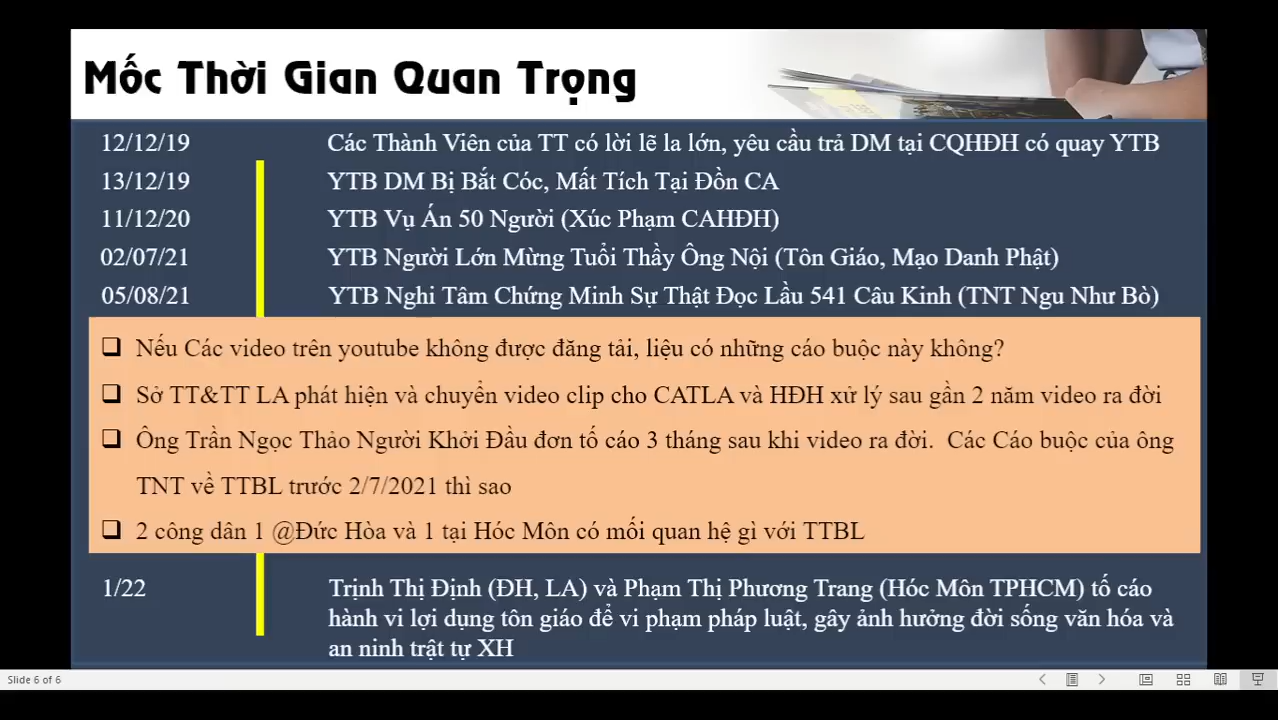 Mốc Thời Gian Quan Trọng
12/12/19 Các Thành Viên của TT có lời lẽ la lớn, yêu cầu trả DM tại CQHĐH có quay YTB
13/12/19 YTB DM Bị Bắt Cóc, Mất Tích Tại Đồn CA
11/12/20 YTB Vụ Án 50 Người (Xúc Phạm CAHĐH)
02/07/21 YTB Người Lớn Mừng Tuổi Thầy Ông Nội (Tôn Giáo, Mạo Danh Phật)
05/08/21 YTB Nghi Tâm Chứng Minh Sự Thật Đọc Lầu 541 Câu Kinh (TNT Ngu Như Bò)
Nếu Các video trên youtube không được đăng tải, liệu có những cáo buộc này không?
Sở TT&TT LA phát hiện và chuyển video clip cho CATLA và HĐH xử lý sau gần 2 năm video ra đời
Ông Trần Ngọc Thảo Người Khởi Đầu đơn tố cáo 3 tháng sau khi video ra đời. Các Cáo buộc của ông
TNT về TTBL trước 2/7/2021 thì sao
2 công dân 1 @Đức Hòa và 1 tại Hóc Môn có mối quan hệ gì với TTBL
1/22 Trịnh Thị Định (ĐH, LA) và Phạm Thị Phương Trang (Hóc Môn TPHCM) tố cáo
hành vi lợi dụng tôn giáo để vi phạm pháp luật, gây ảnh hưởng đời sống văn hóa và
an ninh trật tự XH
Slide 6 of 6